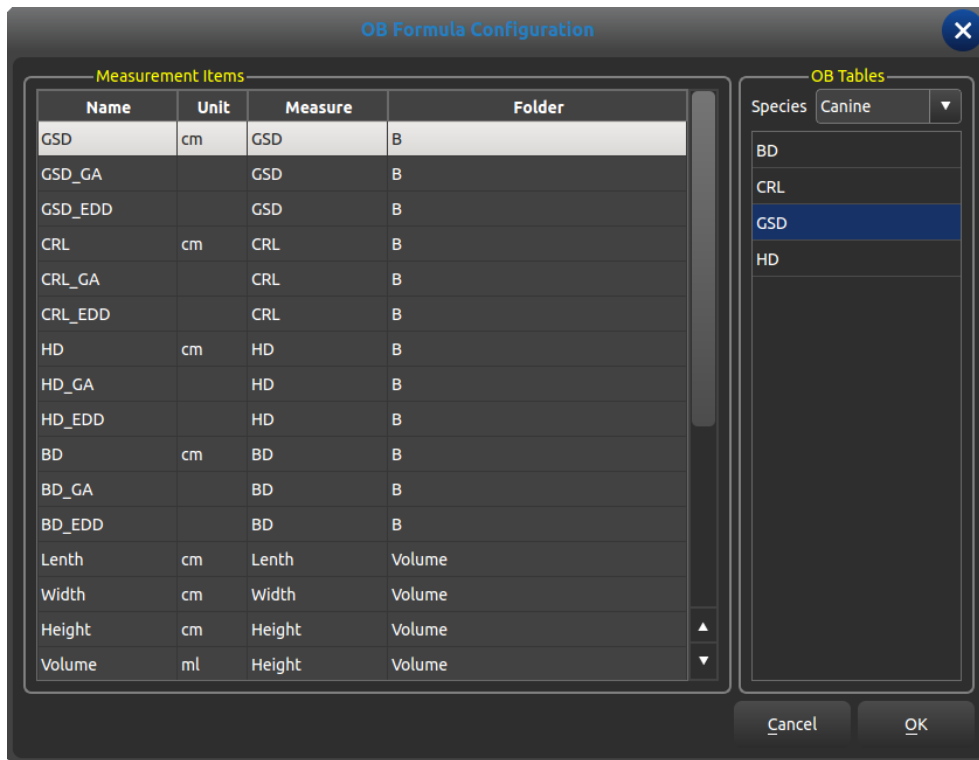 OB Formula Configuration
Measurement Items
Name Unit Measure Folder
GSD cm GSD B
GSD_GA GSD B
GSD_EDD GSD B
CRL cm CRL B
CRL_GA CRL B
CRL_EDD CRL B
HD cm HD B
HD_GA HD B
HD_EDD HD B
BD cm BD B
BD_GA BD B
BD_EDD BD B
Lenth cm Lenth Volume
Width cm Width Volume
Height cm Height Volume
Volume ml Height Volume
OB Tables
Species Canine
BD
CRL
GSD
HD
Cancel OK